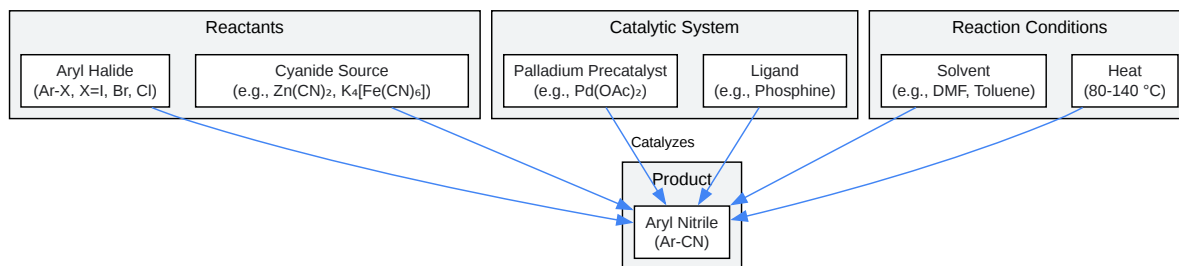 Reactants
Catalytic System
Reaction Conditions
Aryl Halide
(Ar-X, X=I, Br, Cl)
Cyanide Source
(e.g., Zn(CN)₂, K₄[Fe(CN)₆])
Palladium Precatalyst
(e.g., Pd(OAc)₂)
Ligand
(e.g., Phosphine)
Solvent
(e.g., DMF, Toluene)
Heat
(80-140 °C)
Catalyzes
Product
Aryl Nitrile
(Ar-CN)